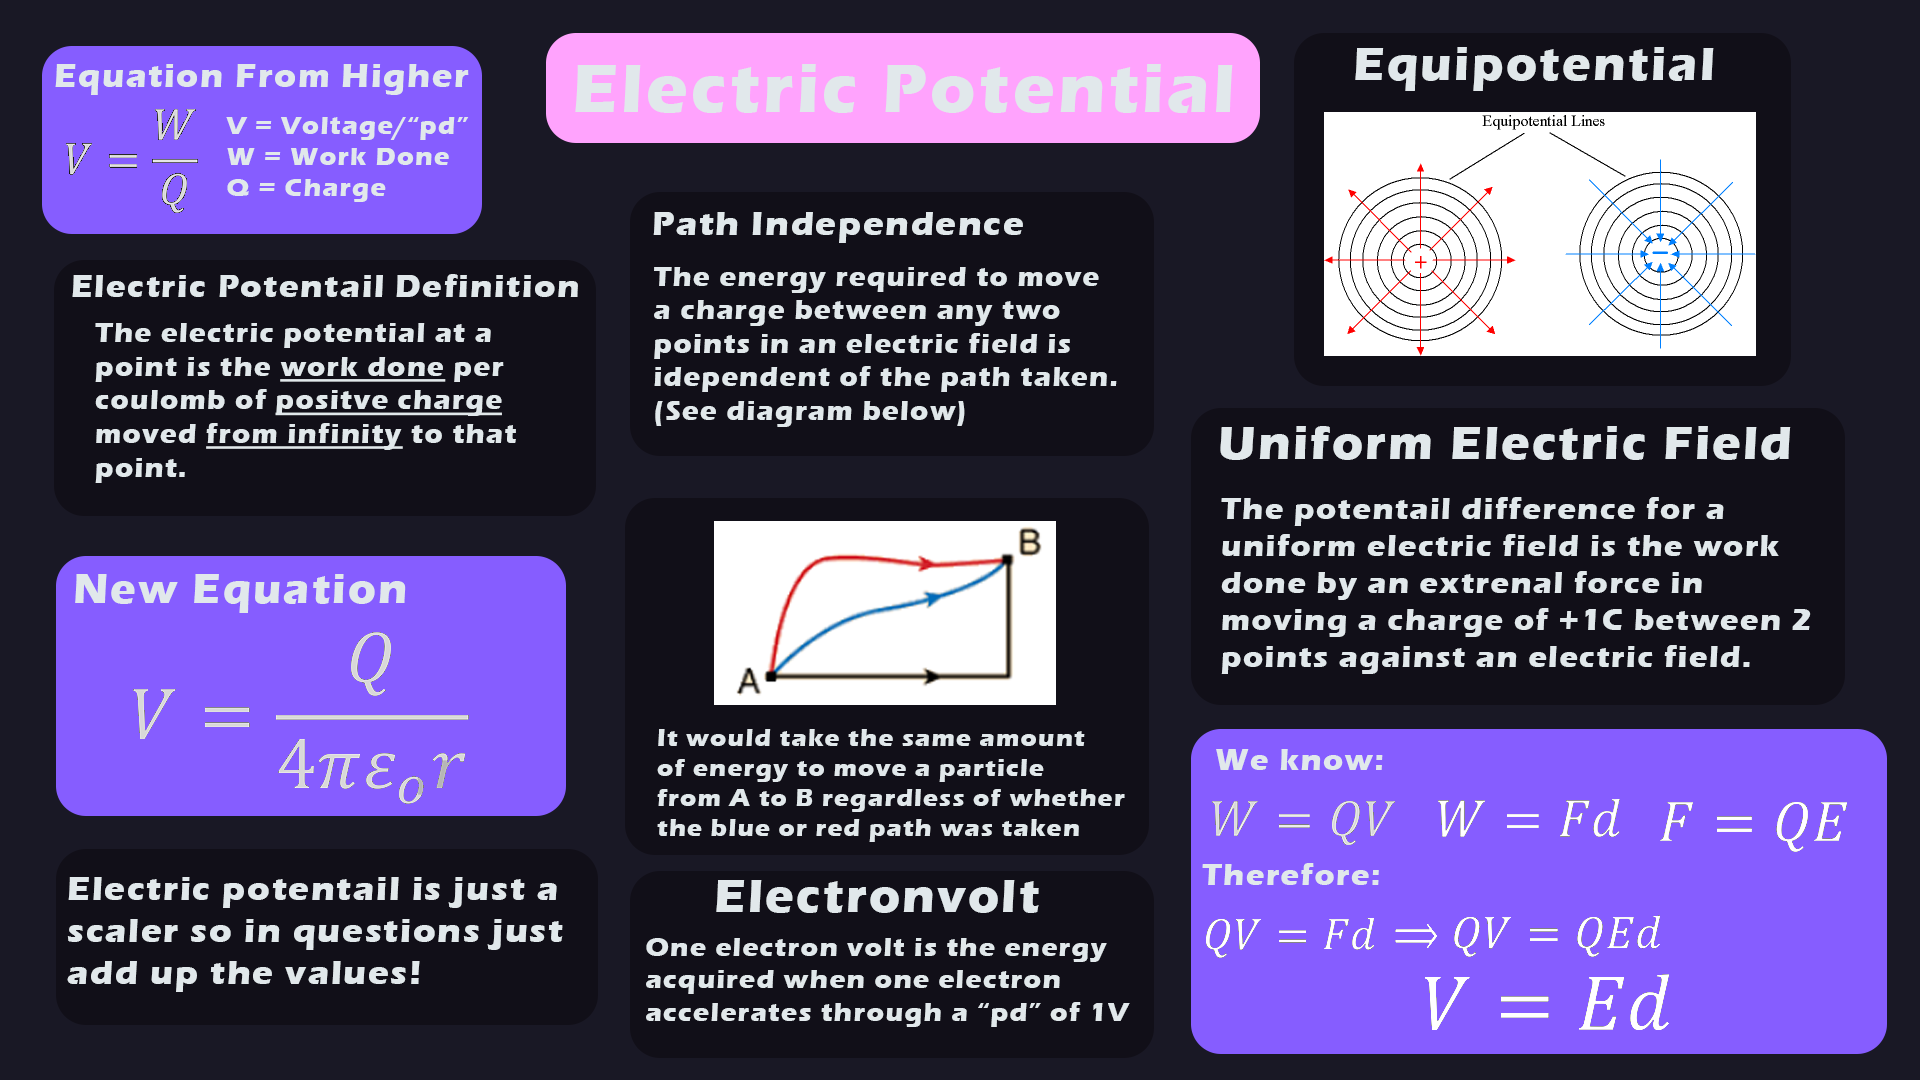 Equation From Higher
V = W/Q
V = Voltage/“pd”
W = Work Done
Q = Charge
Electric Potentail Definition
The electric potential at a
point is the work done per
coulomb of positve charge
moved from infinity to that
point.
New Equation
V = Q/4πε₀r
Electric potentail is just a
scaler so in questions just
add up the values!
Electric Potential
Path Independence
The energy required to move
a charge between any two
points in an electric field is
idependent of the path taken.
(See diagram below)
B
A
It would take the same amount
of energy to move a particle
from A to B regardless of whether
the blue or red path was taken
Electronvolt
One electron volt is the energy
acquired when one electron
accelerates through a “pd” of 1V
Equipotential
Equipotential Lines
+ −
Uniform Electric Field
The potentail difference for a
uniform electric field is the work
done by an extrenal force in
moving a charge of +1C between 2
points against an electric field.
We know:
W = QV W = Fd F = QE
Therefore:
QV = Fd ⟹ QV = QEd
V = Ed